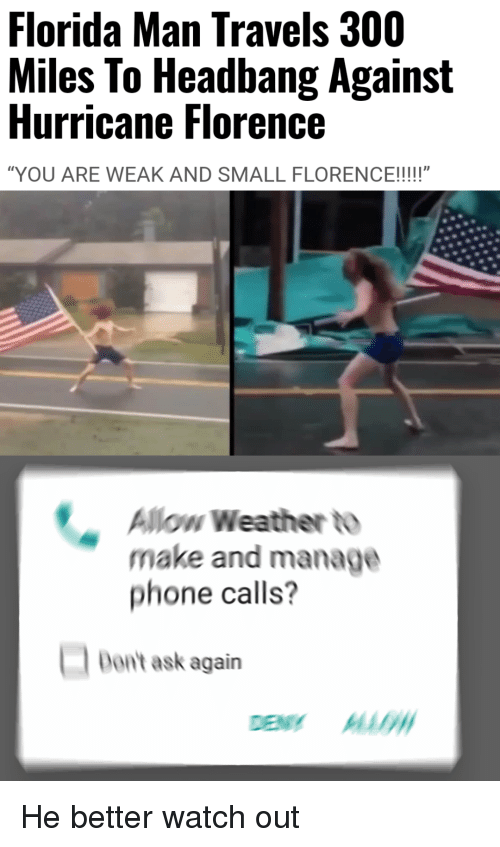 Florida Man Travels 300
Miles To Headbang Against
Hurricane Florence
“YOU ARE WEAK AND SMALL FLORENCE!!!!!”
Allow Weather to
make and manage
phone calls?
Don't ask again
DENY ALLOW
He better watch out